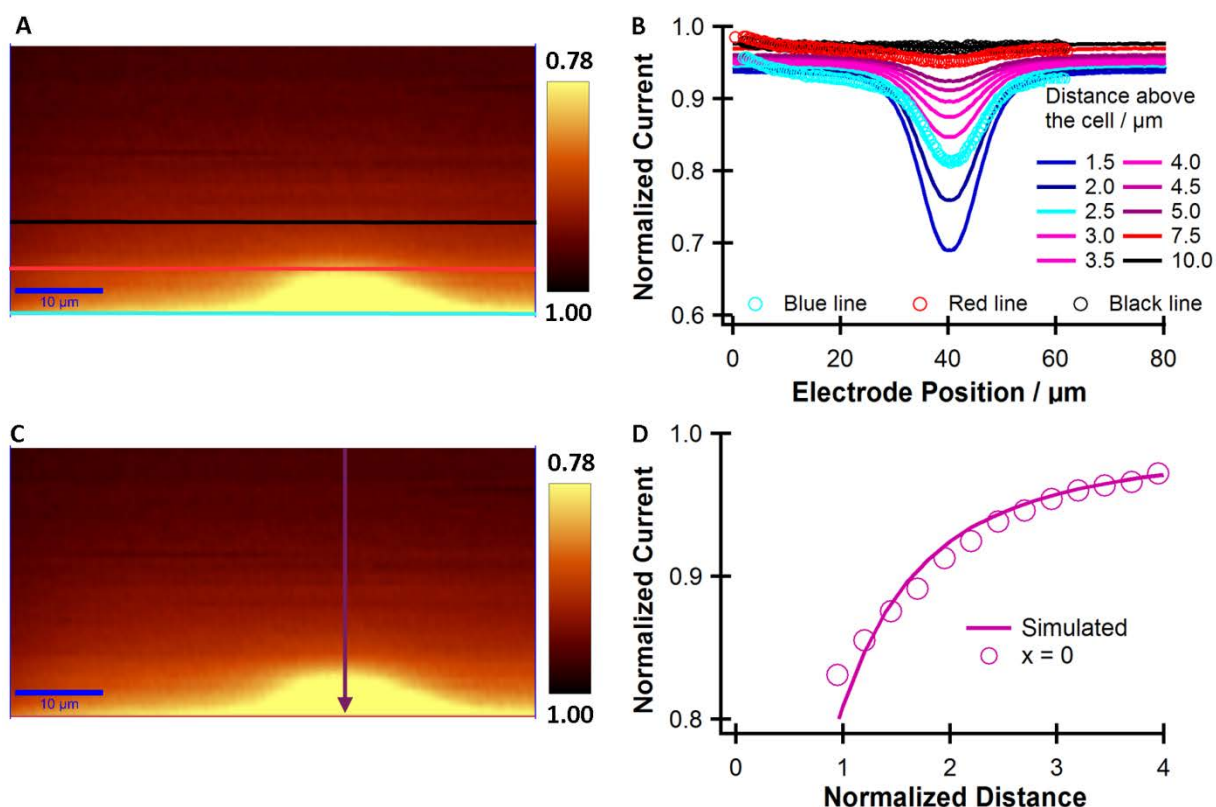 A
0.78
1.00
10 µm
B
1.0
0.9
0.8
0.7
0.6
Normalized Current
0 20 40 60 80
Electrode Position / µm
Distance above
the cell / µm
1.5 4.0
2.0 4.5
2.5 5.0
3.0 7.5
3.5 10.0
Blue line Red line Black line
C
0.78
1.00
10 µm
D
1.0
0.9
0.8
Normalized Current
0 1 2 3 4
Normalized Distance
Simulated
x = 0